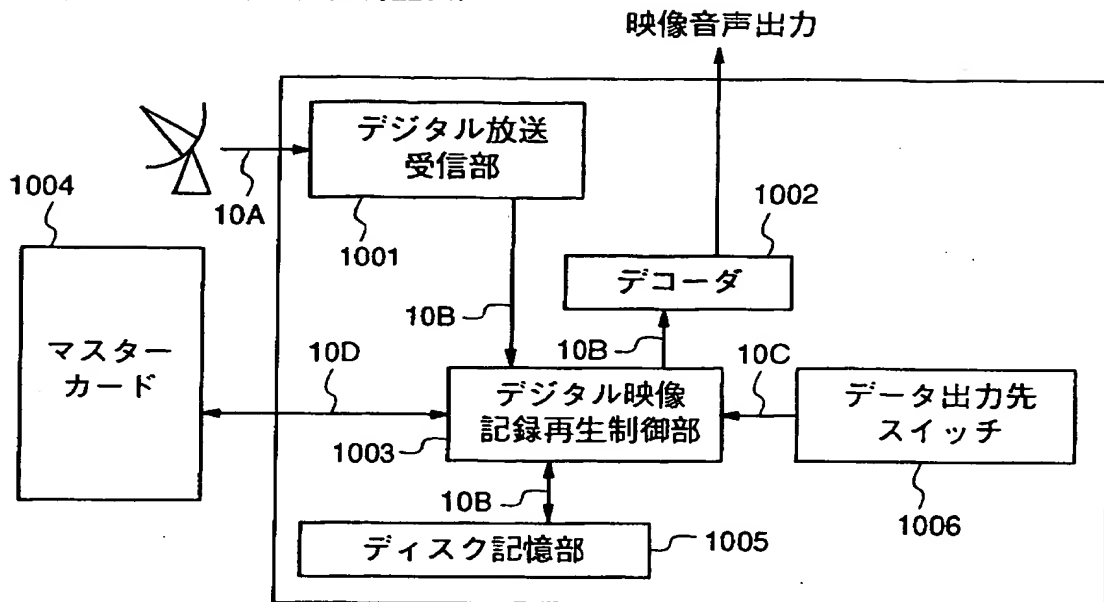 映像音声出力
デジタル放送
受信部
10A
1001
1004
1002
デコーダ
10B
10B
マスター
カード
10D
デジタル映像
記録再生制御部
1003
10C
データ出力先
スイッチ
1006
10B
ディスク記憶部
1005